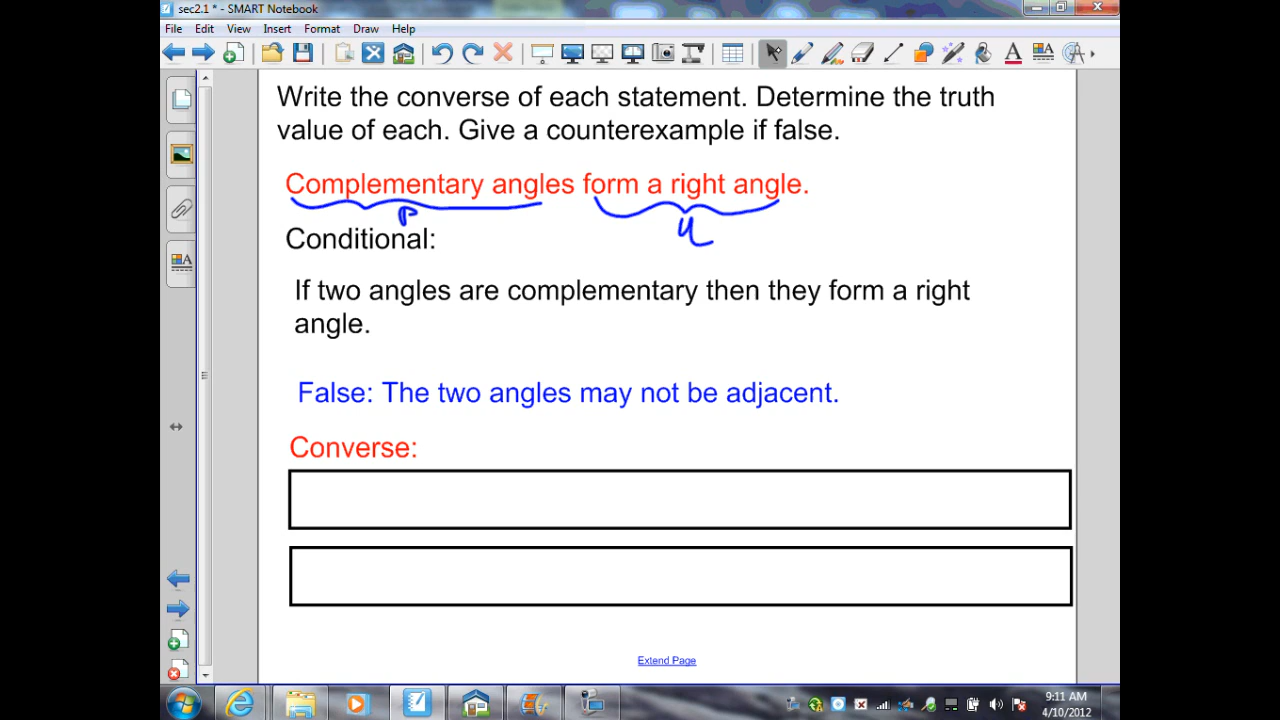 sec2.1 * - SMART Notebook
File Edit View Insert Format Draw Help
Write the converse of each statement. Determine the truth
value of each. Give a counterexample if false.
Complementary angles form a right angle.
P
q
Conditional:
If two angles are complementary then they form a right
angle.
False: The two angles may not be adjacent.
Converse:
Extend Page
9:11 AM
4/10/2012